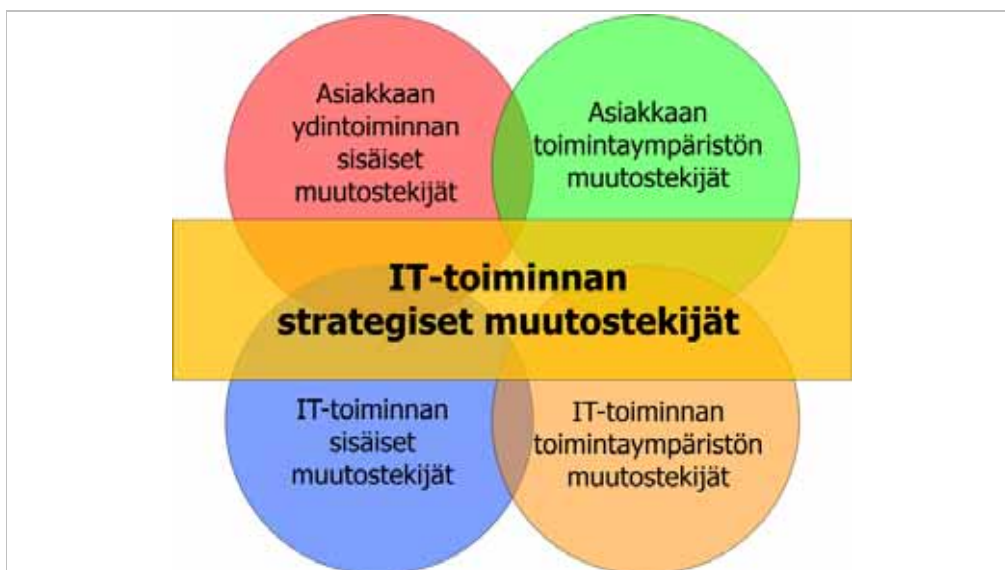 Asiakkaan
ydintoiminnan
sisäiset
muutostekijät
Asiakkaan
toimintaympäristön
muutostekijät
IT-toiminnan
strategiset muutostekijät
IT-toiminnan
sisäiset
muutostekijät
IT-toiminnan
toimintaympäristön
muutostekijät